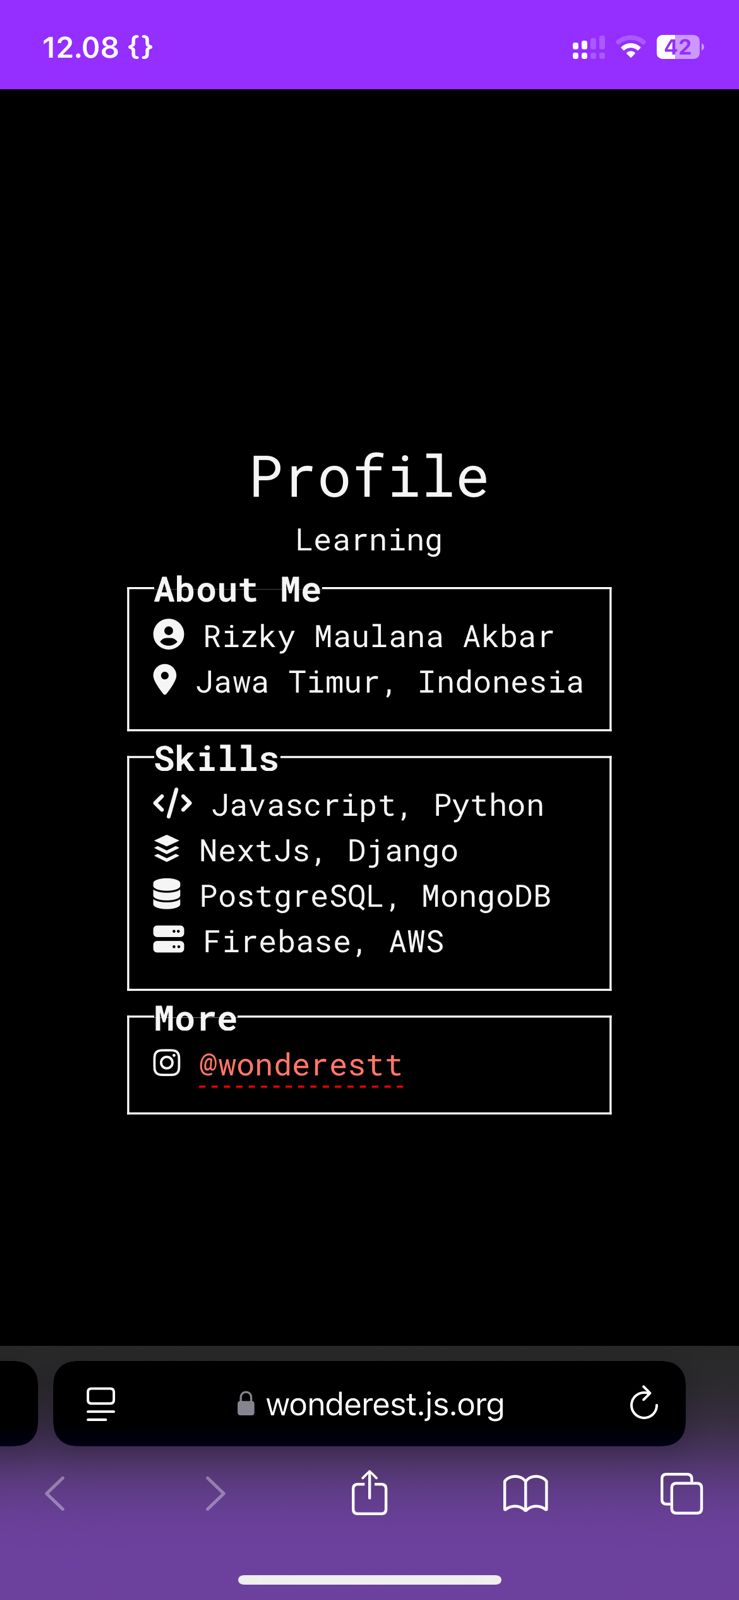 12.08 {}
42
Profile
Learning
About Me
Rizky Maulana Akbar
Jawa Timur, Indonesia
Skills
</> Javascript, Python
NextJs, Django
PostgreSQL, MongoDB
Firebase, AWS
More
@wonderestt
wonderest.js.org